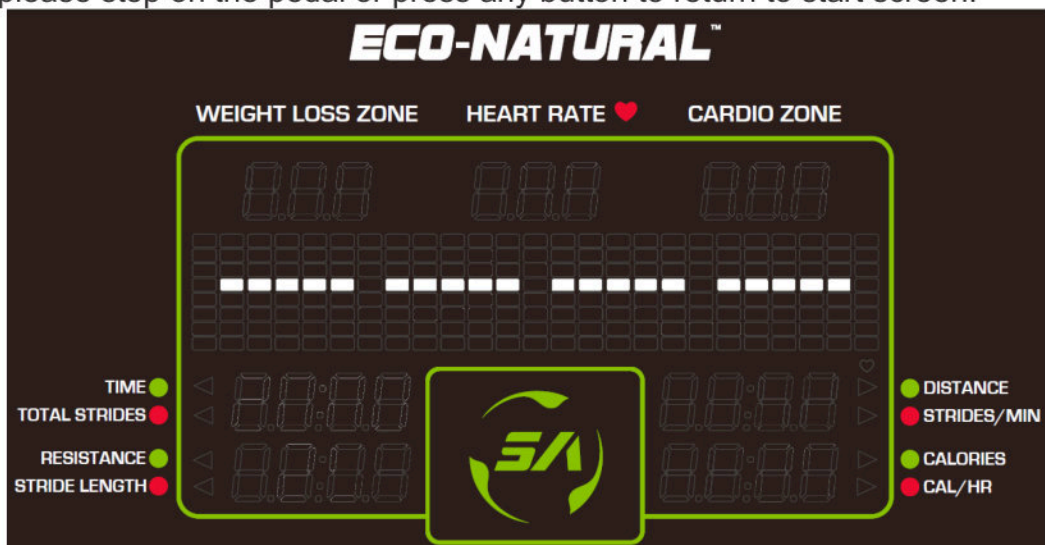 please step on the pedal or press any button to return to start screen.
ECO-NATURAL™
WEIGHT LOSS ZONE HEART RATE CARDIO ZONE
TIME DISTANCE
TOTAL STRIDES STRIDES/MIN
RESISTANCE CALORIES
STRIDE LENGTH CAL/HR
SA